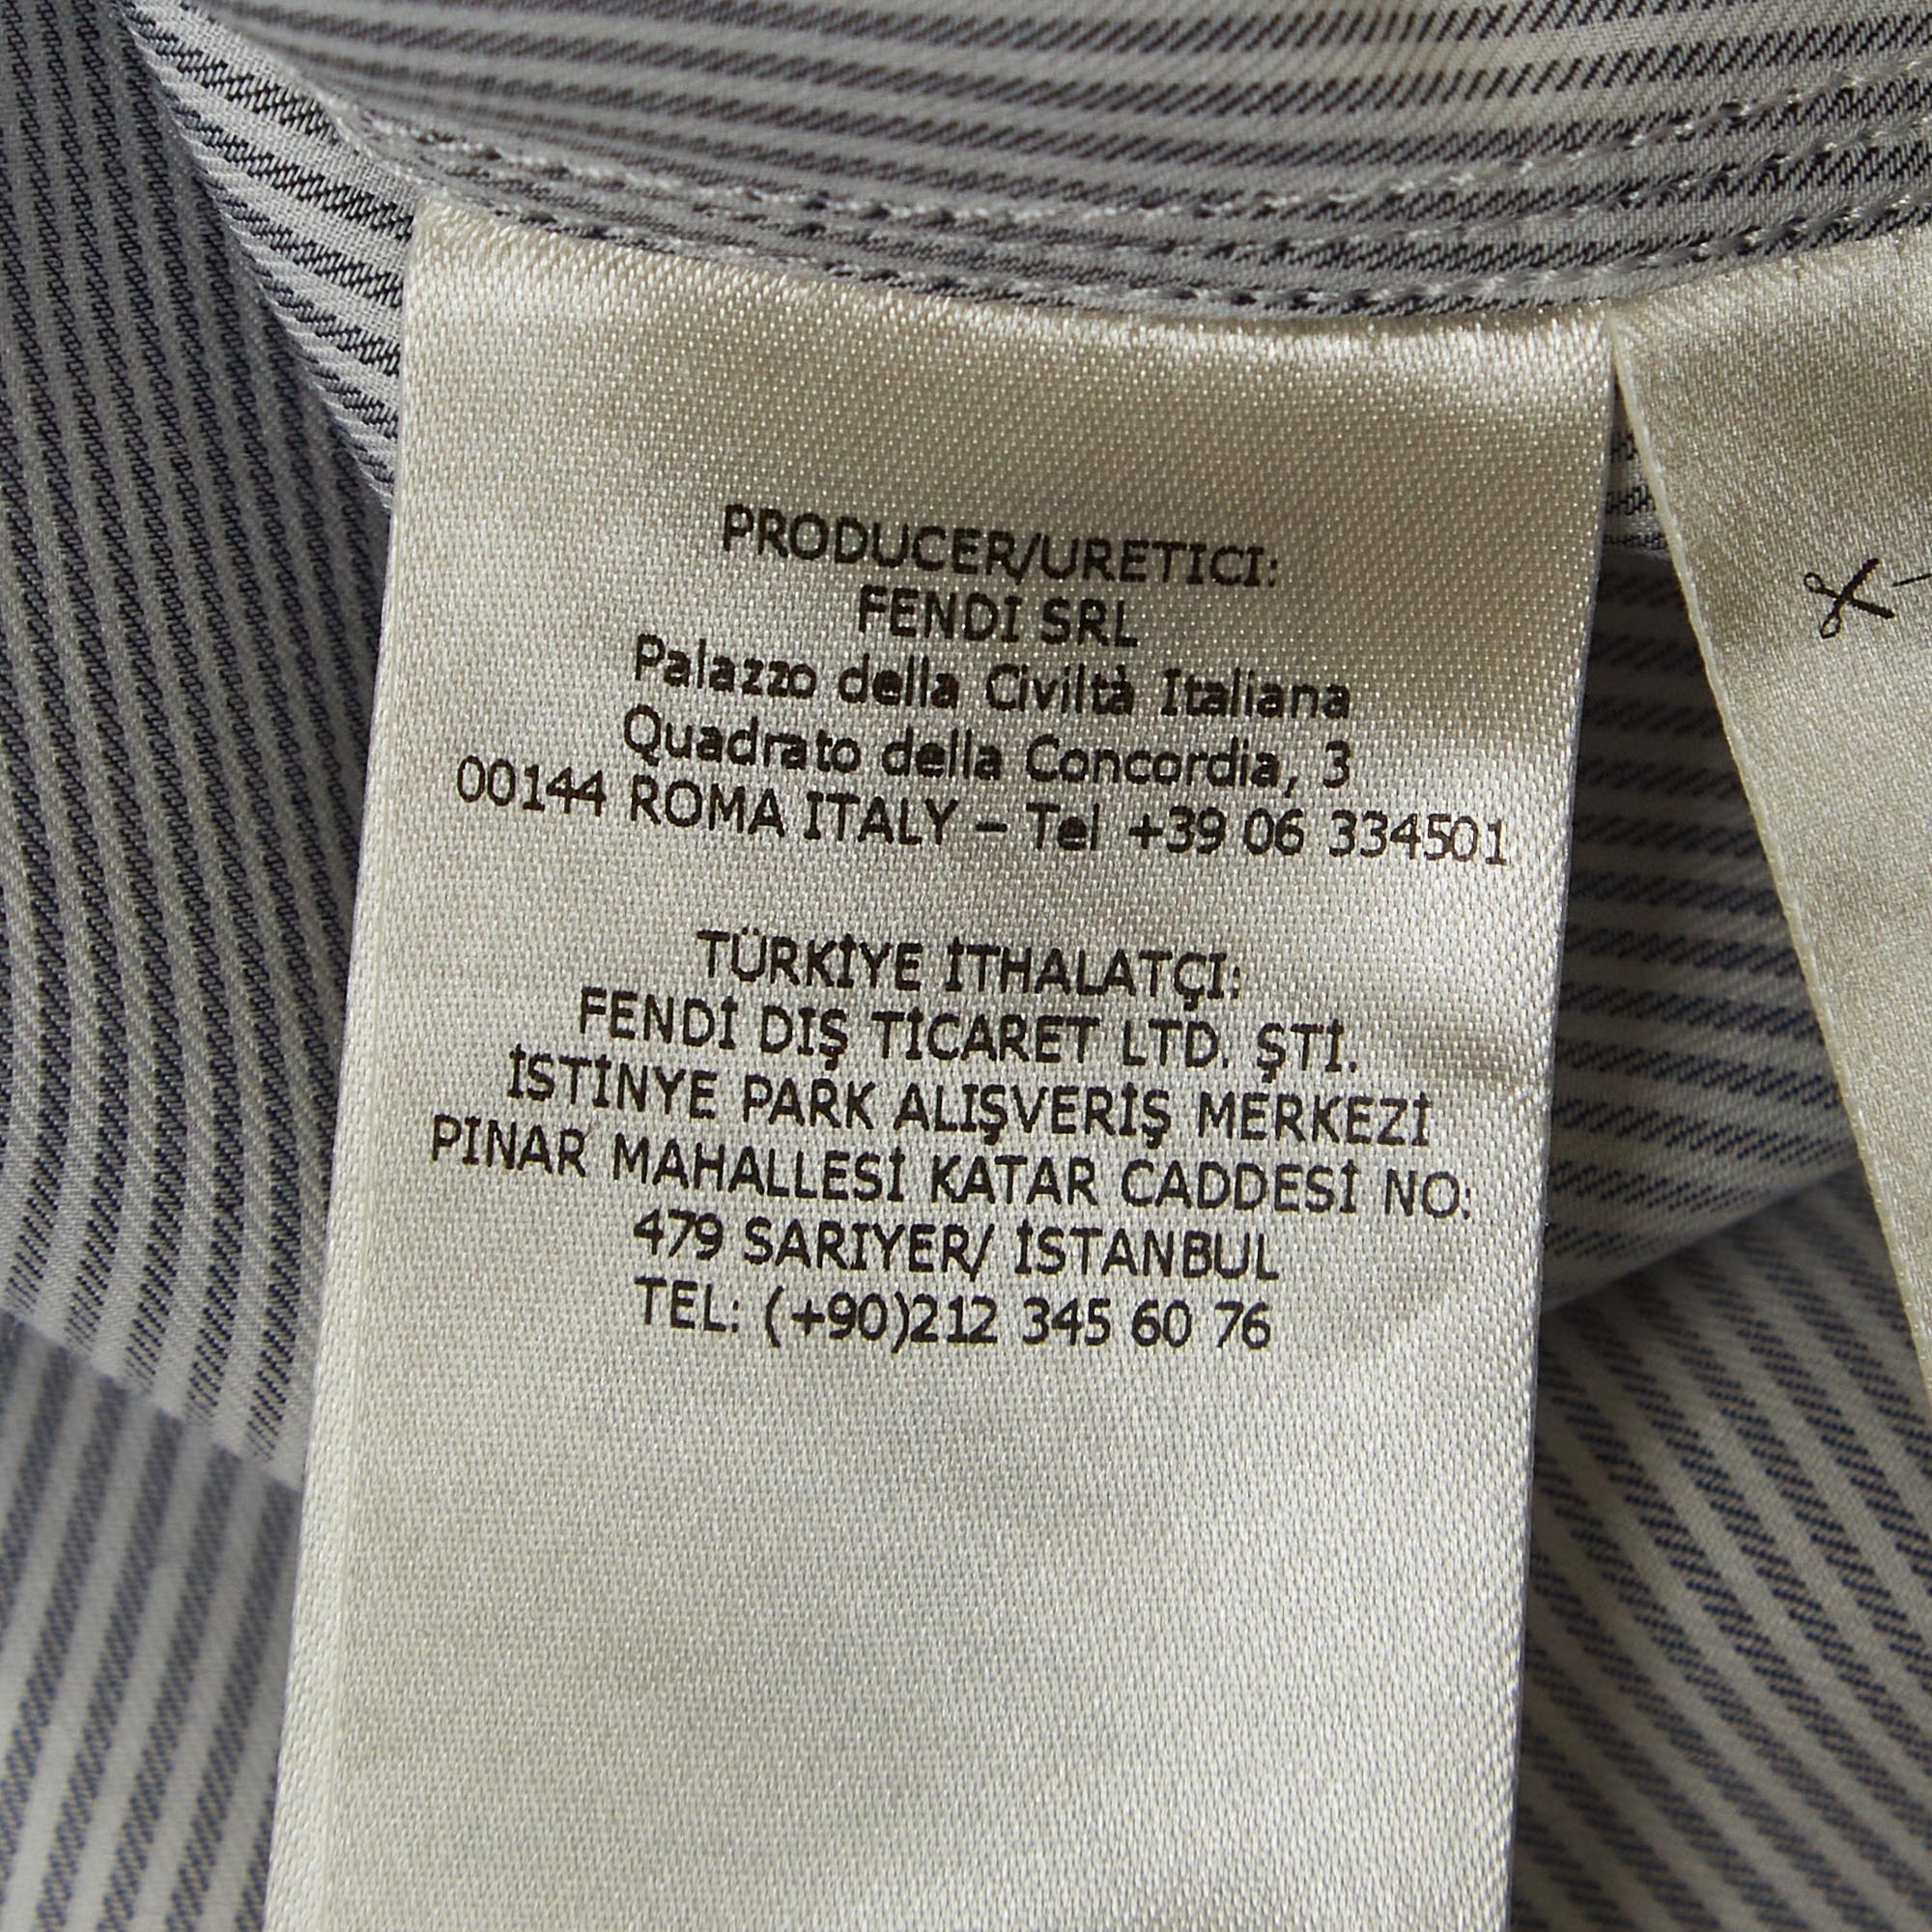 PRODUCER/URETICI:
FENDI SRL
Palazzo della Civiltà Italiana
Quadrato della Concordia, 3
00144 ROMA ITALY – Tel +39 06 334501
TÜRKİYE İTHALATÇI:
FENDİ DIŞ TİCARET LTD. ŞTİ.
İSTİNYE PARK ALIŞVERİŞ MERKEZİ
PINAR MAHALLESİ KATAR CADDESİ NO:
479 SARIYER/ İSTANBUL
TEL: (+90)212 345 60 76